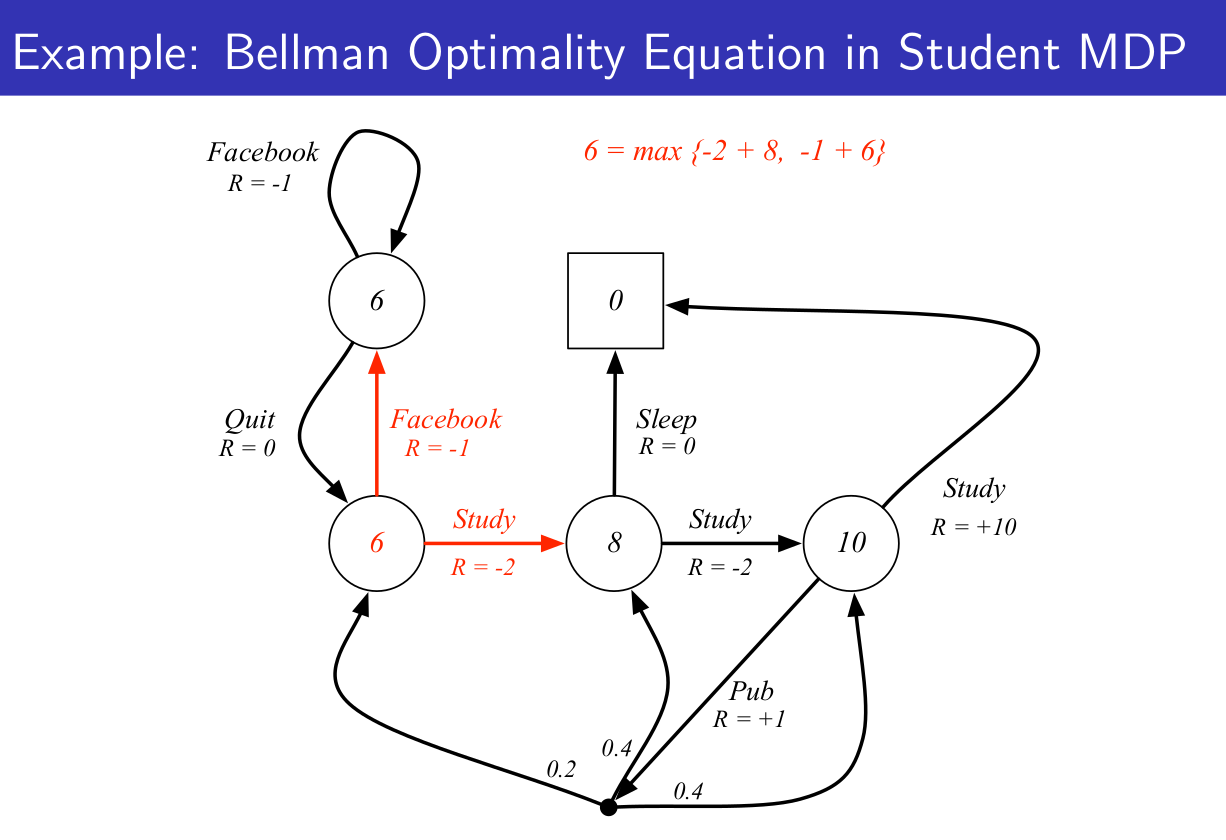 Example: Bellman Optimality Equation in Student MDP
Facebook
R = -1
6 = max {-2 + 8, -1 + 6}
6
0
Quit
R = 0
Facebook
R = -1
Sleep
R = 0
6
Study
R = -2
8
Study
R = -2
10
Study
R = +10
Pub
R = +1
0.2
0.4
0.4